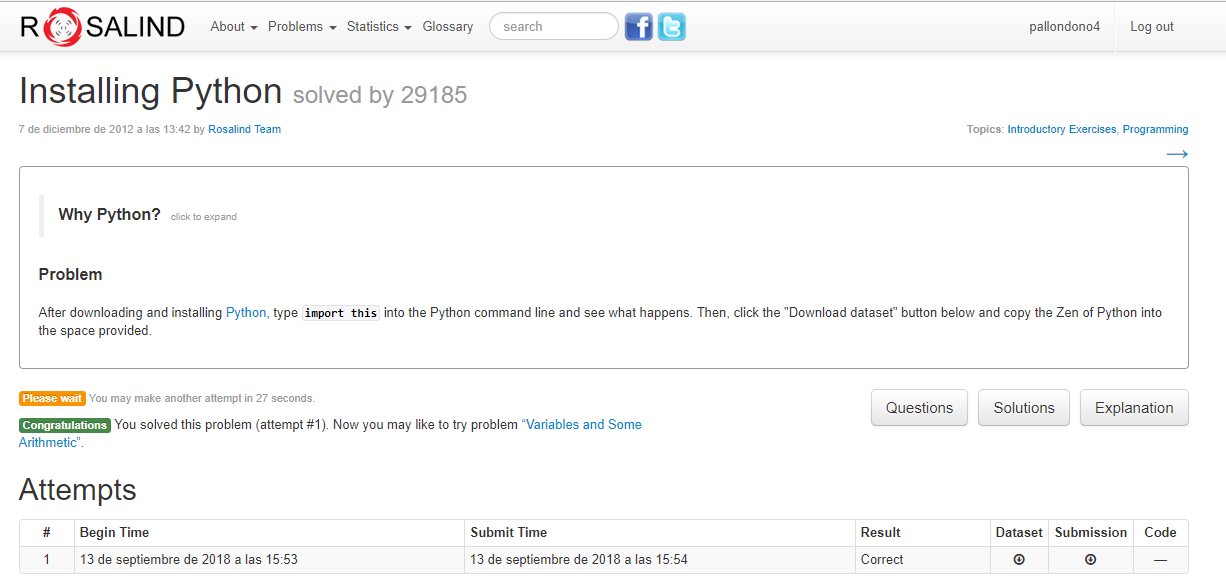 ROSALIND About Problems Statistics Glossary search pallondono4 Log out
Installing Python solved by 29185
7 de diciembre de 2012 a las 13:42 by Rosalind Team Topics: Introductory Exercises, Programming
→
Why Python? click to expand
Problem
After downloading and installing Python, type import this into the Python command line and see what happens. Then, click the "Download dataset" button below and copy the Zen of Python into
the space provided.
Please wait You may make another attempt in 27 seconds.
Questions Solutions Explanation
Congratulations You solved this problem (attempt #1). Now you may like to try problem “Variables and Some
Arithmetic”.
Attempts
# Begin Time Submit Time Result Dataset Submission Code
1 13 de septiembre de 2018 a las 15:53 13 de septiembre de 2018 a las 15:54 Correct —